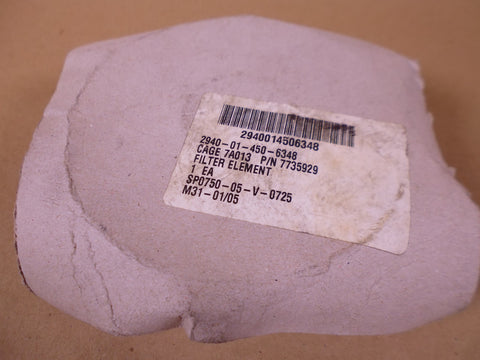 2940014506348
2940-01-450-6348
CAGE 7A013 P/N 7735929
FILTER ELEMENT
1 EA
SP0750-05-V-0725
M31-01/05